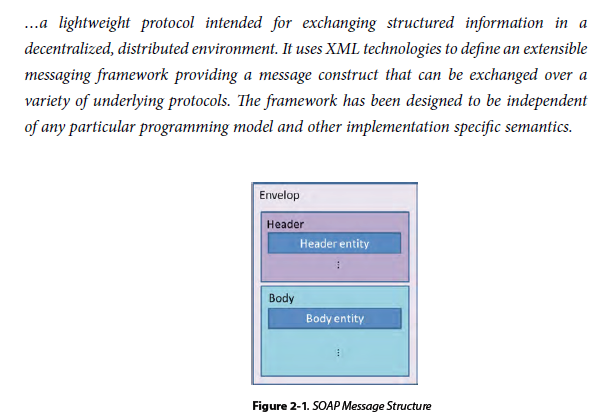 …a lightweight protocol intended for exchanging structured information in a
decentralized, distributed environment. It uses XML technologies to define an extensible
messaging framework providing a message construct that can be exchanged over a
variety of underlying protocols. The framework has been designed to be independent
of any particular programming model and other implementation specific semantics.
Envelop
Header
Header entity
⋮
Body
Body entity
⋮
Figure 2-1. SOAP Message Structure